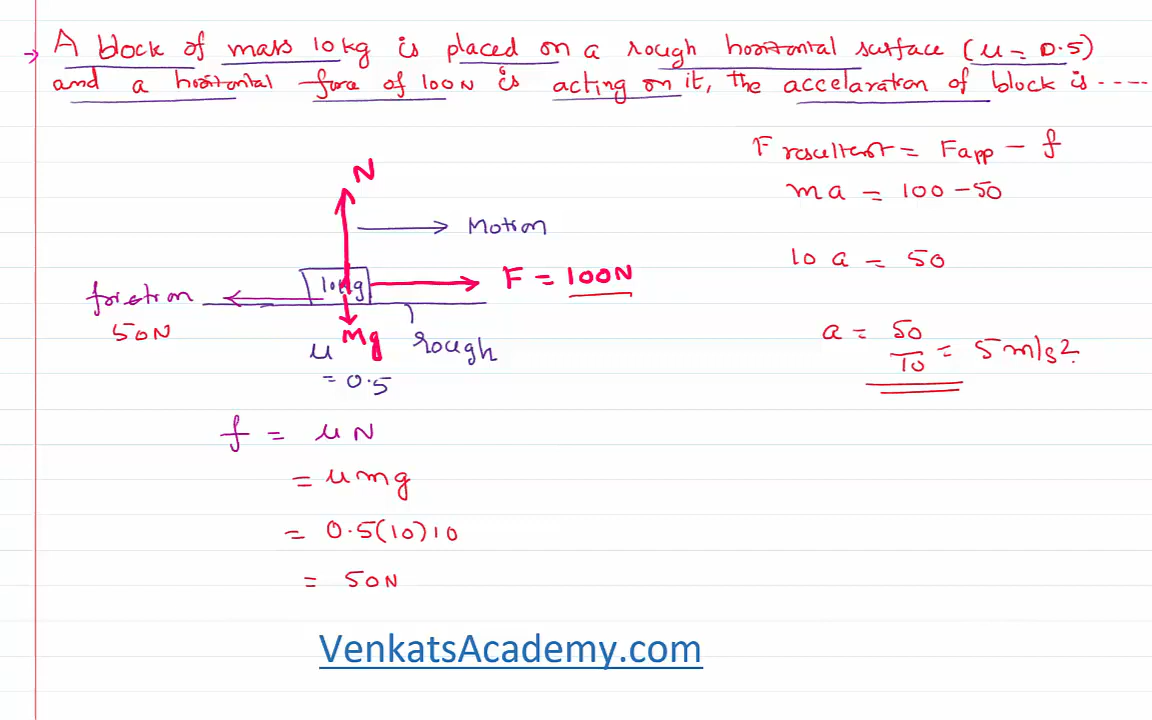 → A block of mass 10 kg is placed on a rough horizontal surface (μ = 0.5)
and a horizontal force of 100N is acting on it, the accelaration of block is ----
F resultant = Fapp - f
ma = 100 - 50
10 a = 50
a = 50/10 = 5 m/s²
N
Motion
10kg
F = 100N
friction
50N
Mg
rough
μ
= 0.5
f = μN
= μmg
= 0.5(10)10
= 50N
VenkatsAcademy.com